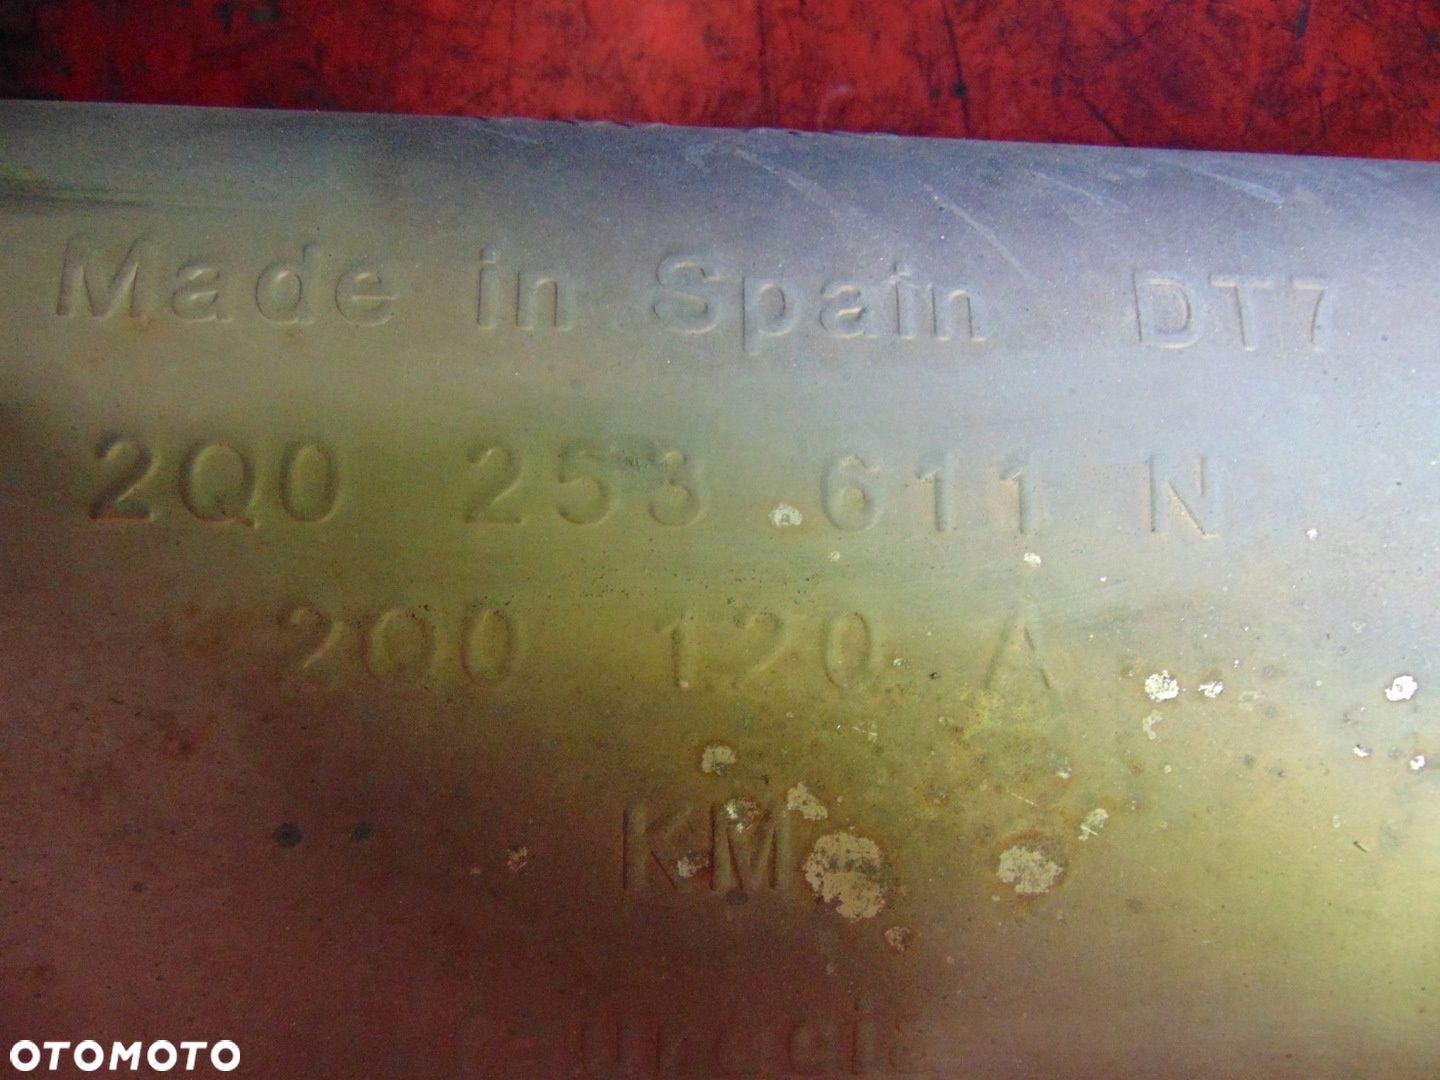 Made in Spain DT7
2Q0 253 611 N
2Q0 120 A
KM
OTOMOTO